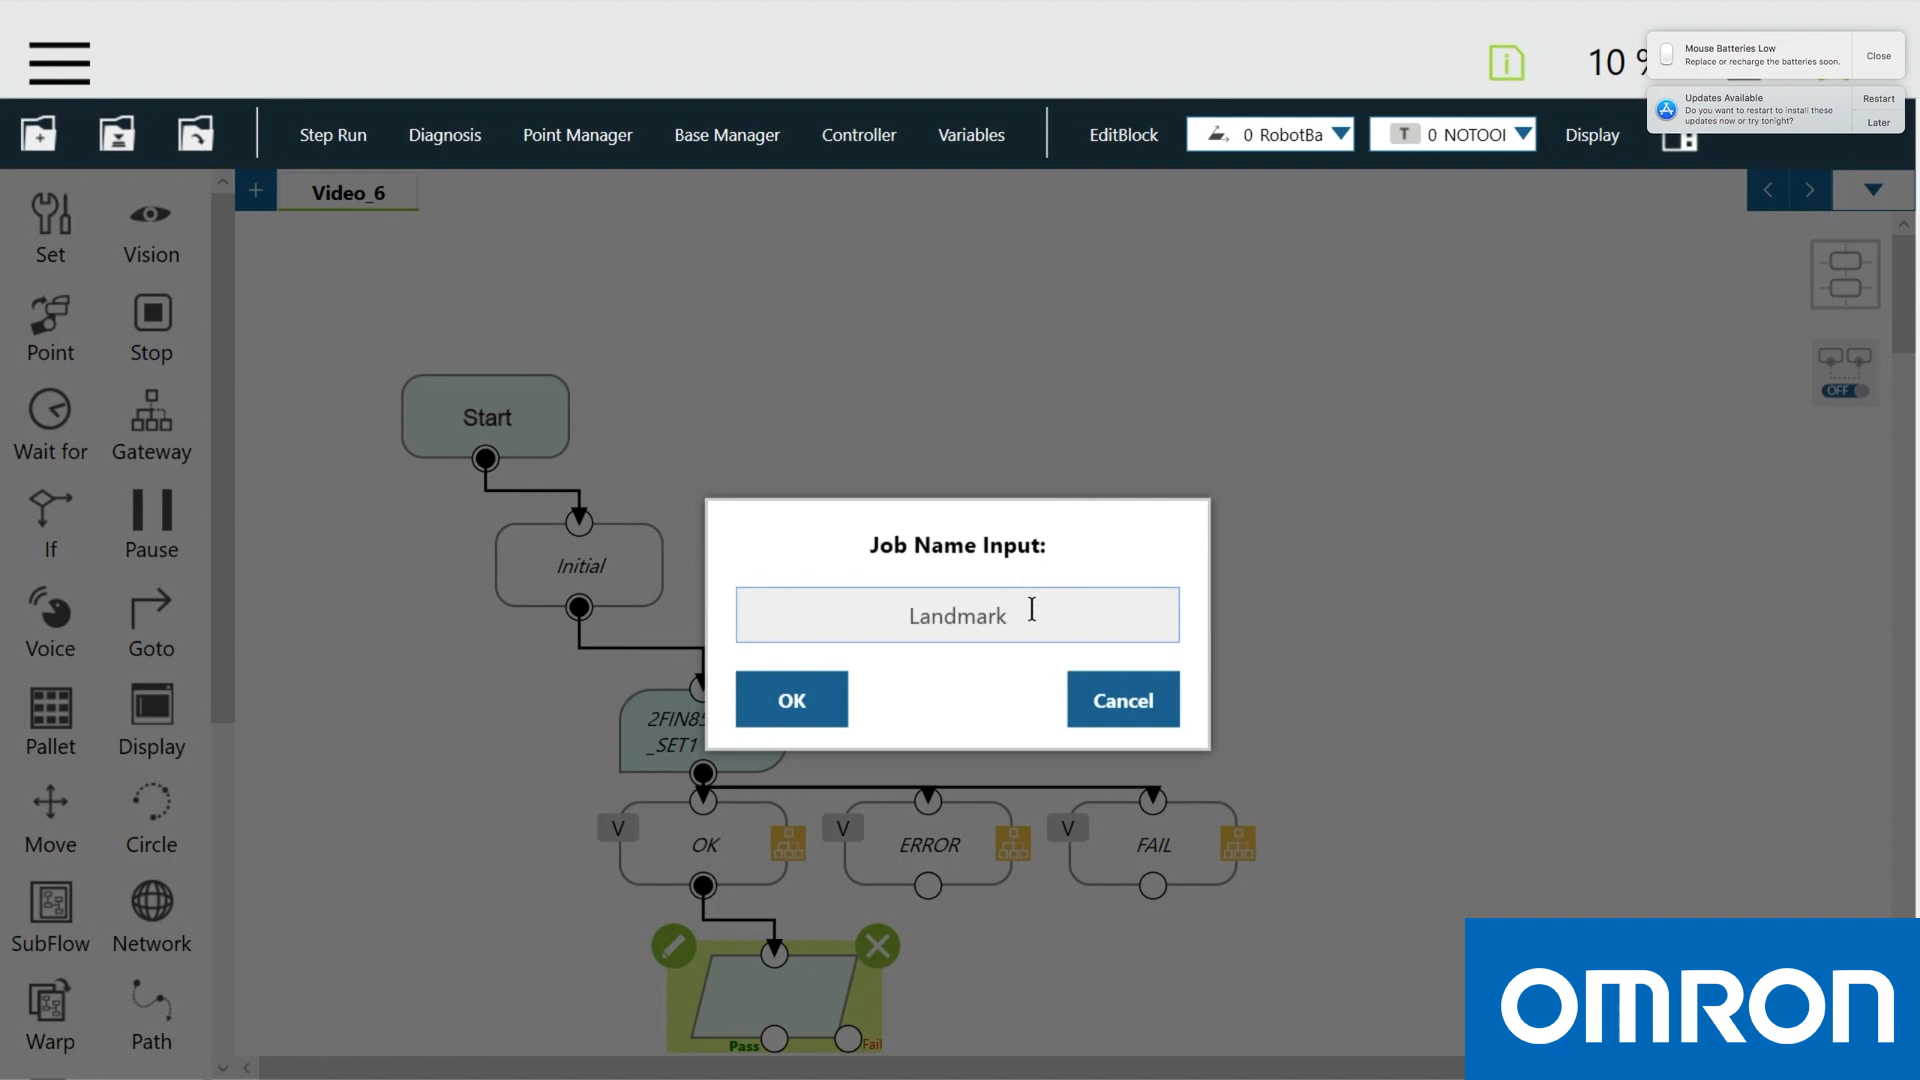 10 %
Mouse Batteries Low
Replace or recharge the batteries soon.
Close
Updates Available
Do you want to restart to install these
updates now or try tonight?
Restart
Later
Step Run
Diagnosis
Point Manager
Base Manager
Controller
Variables
EditBlock
0 RobotBa
T 0 NOTOOl
Display
+
Video_6
Set
Vision
Point
Stop
Wait for
Gateway
If
Pause
Voice
Goto
Pallet
Display
Move
Circle
SubFlow
Network
Warp
Path
OFF
Start
Initial
Job Name Input:
Landmark
OK
Cancel
2FIN85
_SET1
V
OK
V
ERROR
V
FAIL
Pass
Fail
OMRON